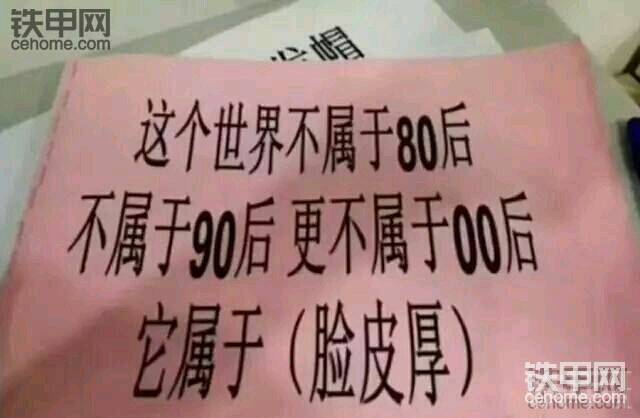 铁甲网
cehome.com
帽
这个世界不属于80后
不属于90后 更不属于00后
它属于（脸皮厚）
铁甲网
cehome.com